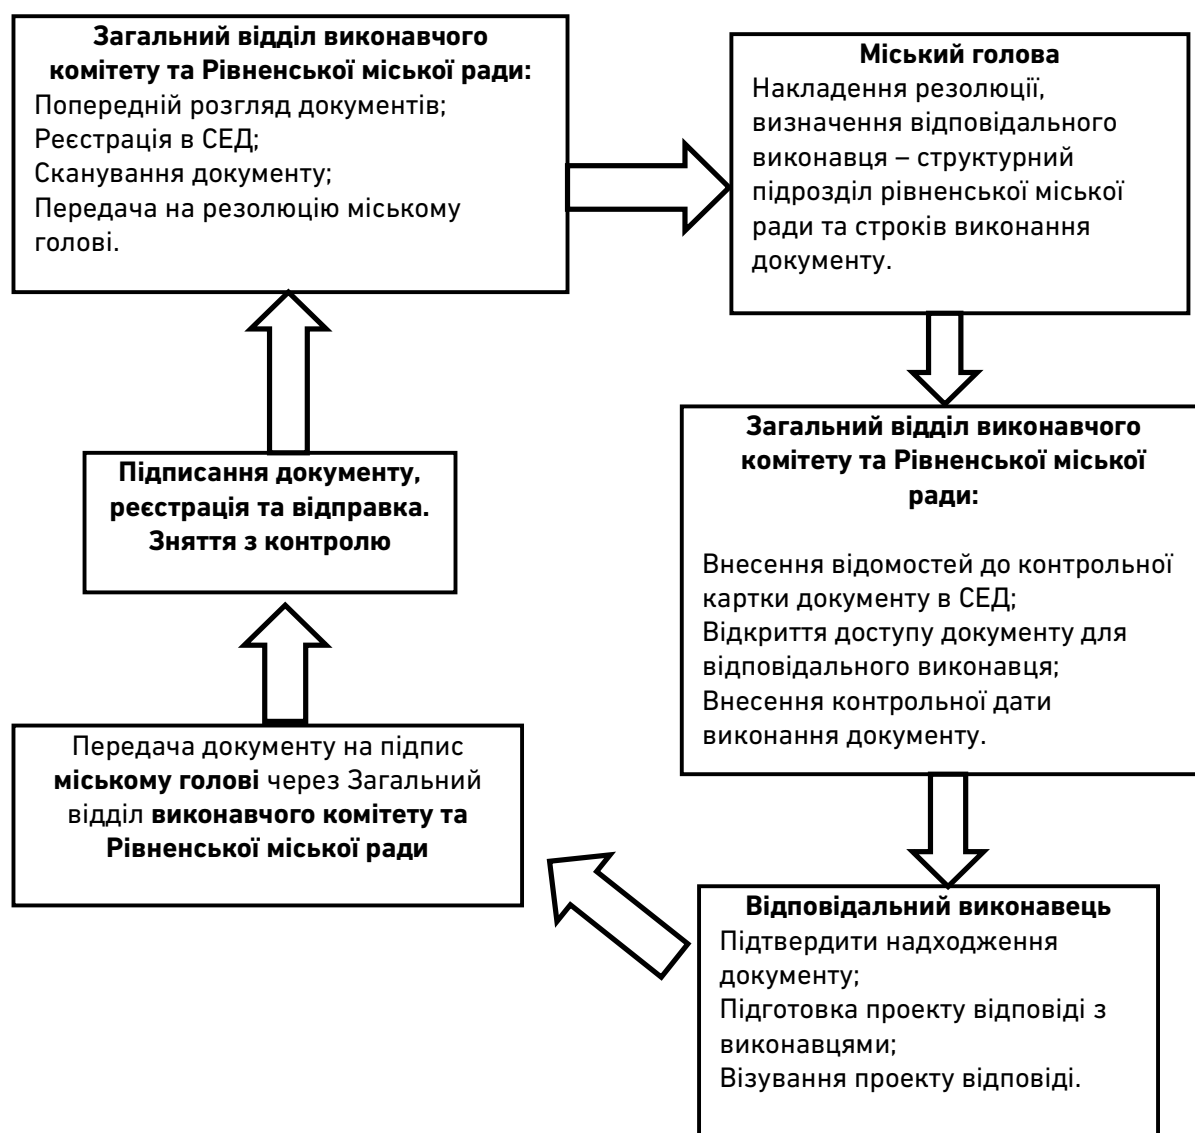 Загальний відділ виконавчого
комітету та Рівненської міської ради:
Попередній розгляд документів;
Реєстрація в СЕД;
Сканування документу;
Передача на резолюцію міському
голові.
Міський голова
Накладення резолюції,
визначення відповідального
виконавця – структурний
підрозділ рівненської міської
ради та строків виконання
документу.
Загальний відділ виконавчого
комітету та Рівненської міської
ради:
Внесення відомостей до контрольної
картки документу в СЕД;
Відкриття доступу документу для
відповідального виконавця;
Внесення контрольної дати
виконання документу.
Відповідальний виконавець
Підтвердити надходження
документу;
Підготовка проекту відповіді з
виконавцями;
Візування проекту відповіді.
Передача документу на підпис
міському голові через Загальний
відділ виконавчого комітету та
Рівненської міської ради
Підписання документу,
реєстрація та відправка.
Зняття з контролю